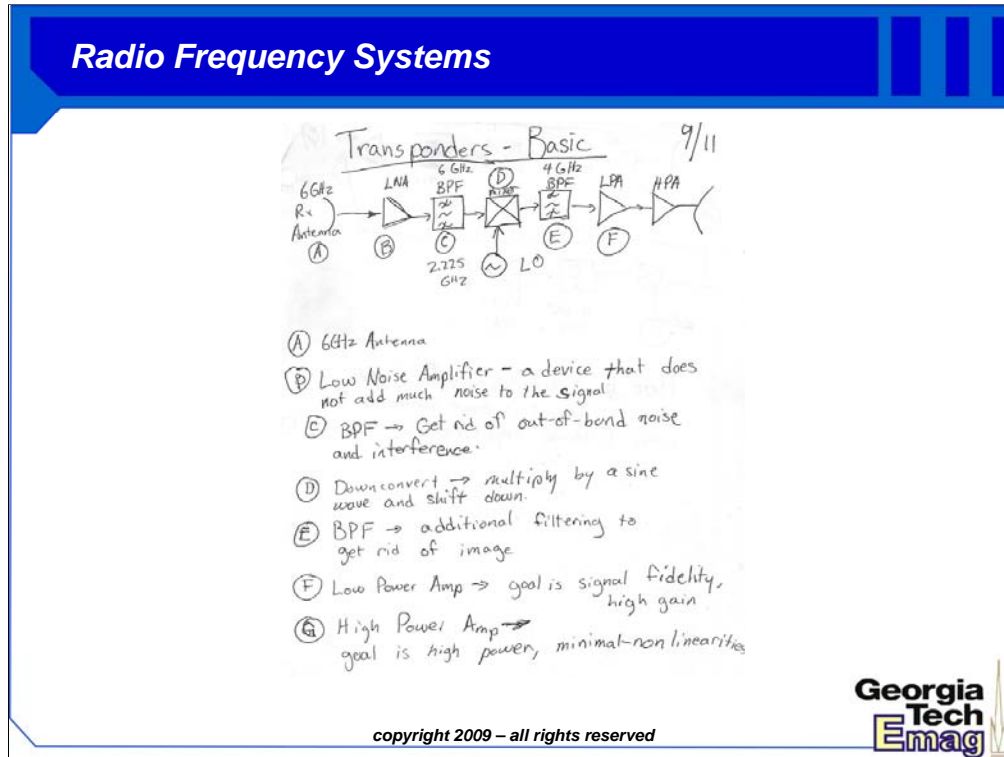 Radio Frequency Systems
Transponders - Basic 9/11
6GHz
Rx
Antenna
A
LNA
B
6 GHz
BPF
C
D
mixer
2.225
GHz
LO
4 GHz
BPF
E
LPA
F
HPA
A 6GHz Antenna
B Low Noise Amplifier - a device that does
not add much noise to the signal
C BPF → Get rid of out-of-band noise
and interference.
D Downconvert → multiply by a sine
wave and shift down.
E BPF → additional filtering to
get rid of image
F Low Power Amp → goal is signal fidelity,
high gain
G High Power Amp →
goal is high power, minimal-non linearities
Georgia
Tech
Emag
copyright 2009 – all rights reserved